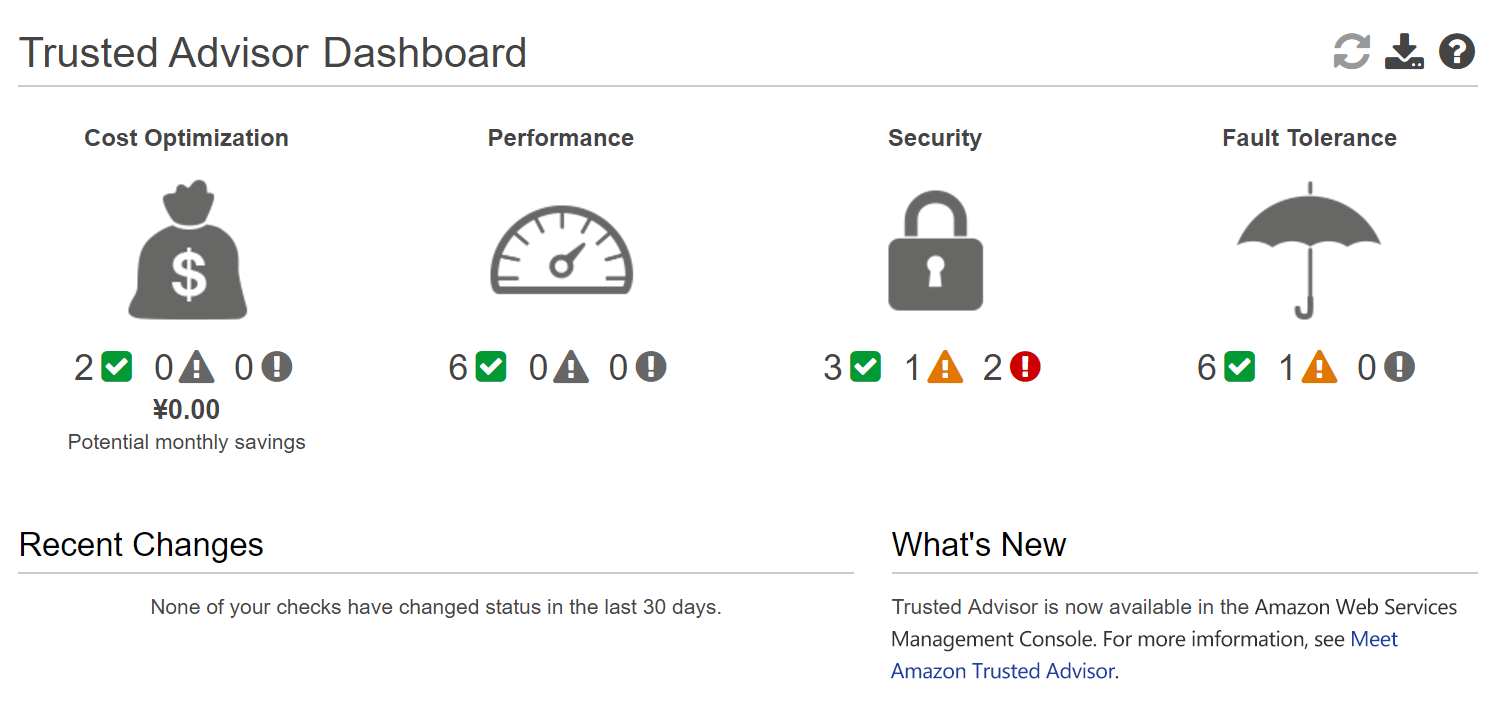 Trusted Advisor Dashboard
Cost Optimization
Performance
Security
Fault Tolerance
$
2 0 0
6 0 0
3 1 2
6 1 0
¥0.00
Potential monthly savings
Recent Changes
What's New
None of your checks have changed status in the last 30 days.
Trusted Advisor is now available in the Amazon Web Services
Management Console. For more imformation, see Meet
Amazon Trusted Advisor.